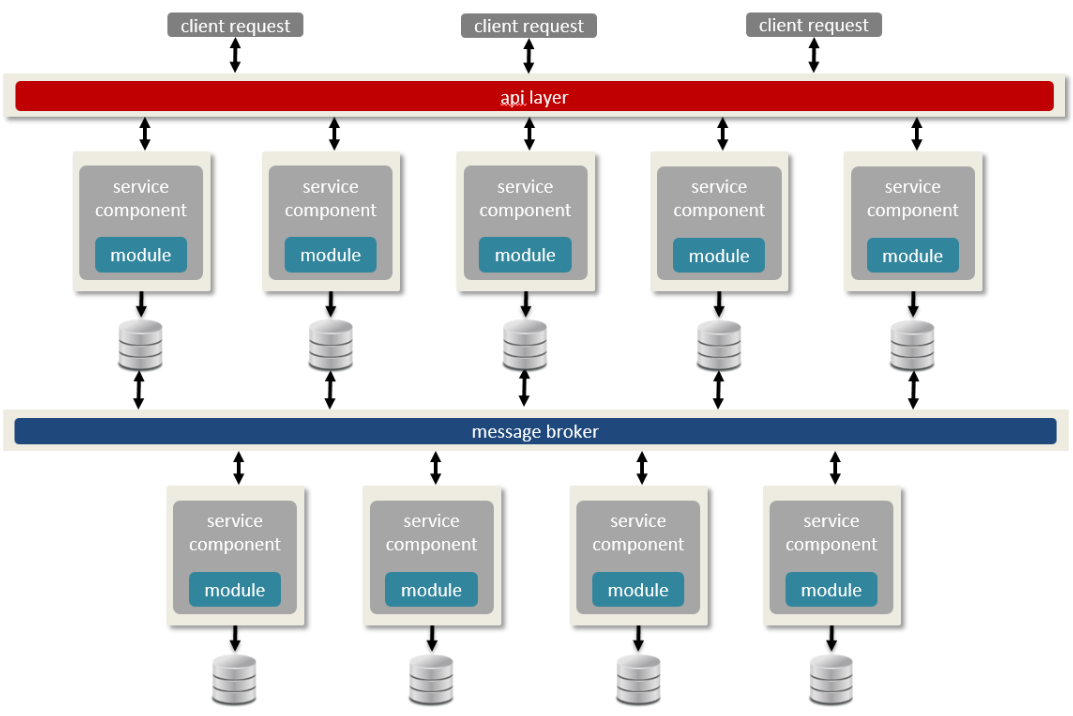 client request
client request
client request
api layer
service
component
module
service
component
module
service
component
module
service
component
module
service
component
module
message broker
service
component
module
service
component
module
service
component
module
service
component
module